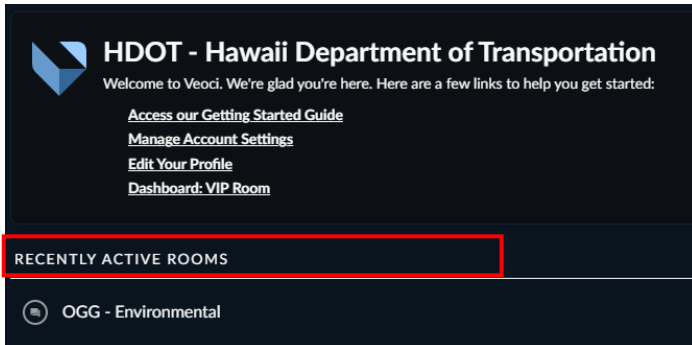 HDOT - Hawaii Department of Transportation
Welcome to Veoci. We're glad you're here. Here are a few links to help you get started:
Access our Getting Started Guide
Manage Account Settings
Edit Your Profile
Dashboard: VIP Room
RECENTLY ACTIVE ROOMS
OGG - Environmental